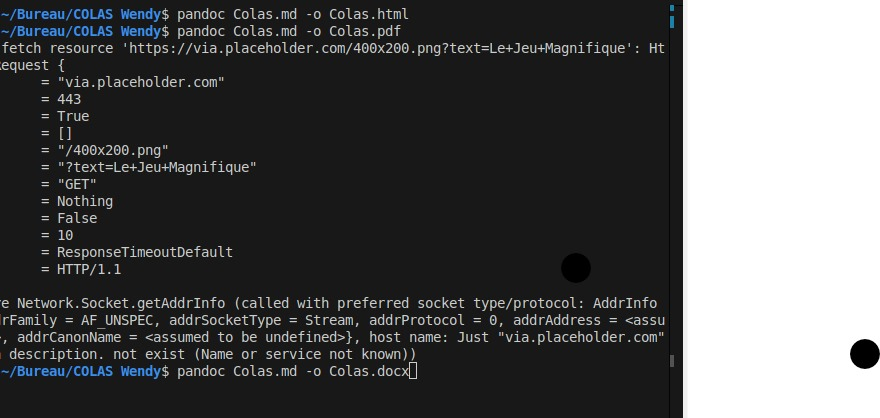 ~/Bureau/COLAS Wendy$ pandoc Colas.md -o Colas.html
~/Bureau/COLAS Wendy$ pandoc Colas.md -o Colas.pdf
fetch resource 'https://via.placeholder.com/400x200.png?text=Le+Jeu+Magnifique': Ht
equest {
= "via.placeholder.com"
= 443
= True
= []
= "/400x200.png"
= "?text=Le+Jeu+Magnifique"
= "GET"
= Nothing
= False
= 10
= ResponseTimeoutDefault
= HTTP/1.1
e Network.Socket.getAddrInfo (called with preferred socket type/protocol: AddrInfo
rFamily = AF_UNSPEC, addrSocketType = Stream, addrProtocol = 0, addrAddress = <assu
>, addrCanonName = <assumed to be undefined>}, host name: Just "via.placeholder.com"
description. not exist (Name or service not known))
~/Bureau/COLAS Wendy$ pandoc Colas.md -o Colas.docx